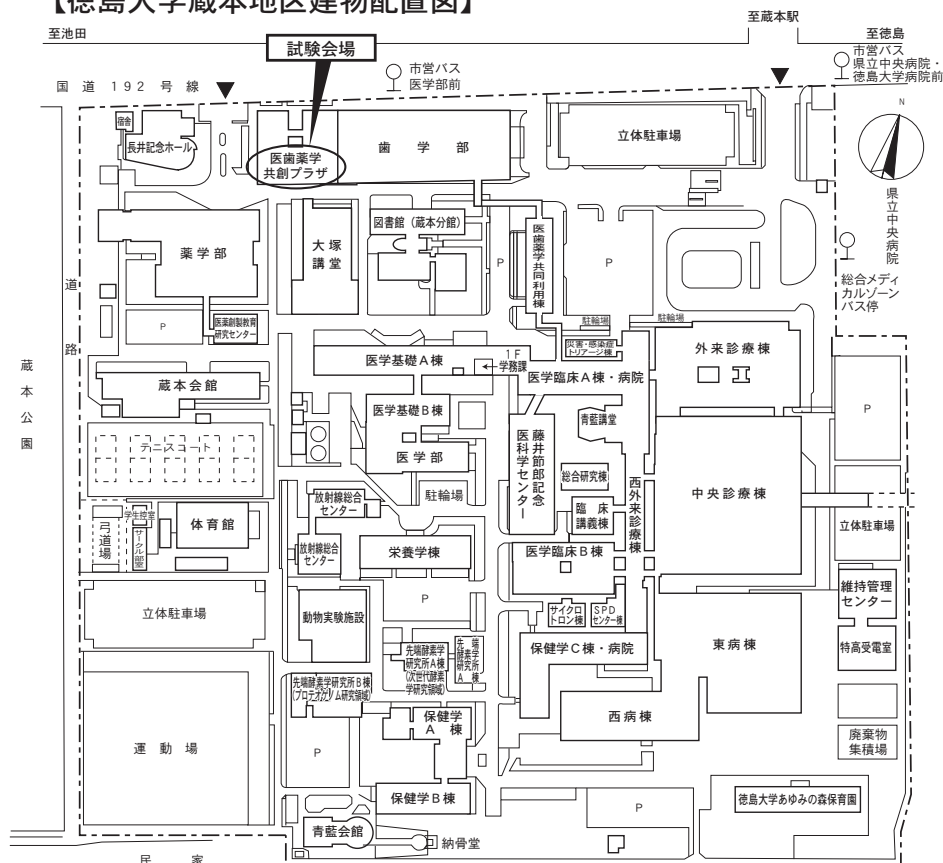 【徳島大学蔵本地区建物配置図】
至蔵本駅
至池田
至徳島
試験会場
市営バス
医学部前
市営バス
県立中央病院・
徳島大学病院前
国道192号線
宿舎
長井記念ホール
医歯薬学
共創プラザ
歯学部
立体駐車場
N
県立中央病院
薬学部
大塚
講堂
図書館（蔵本分館）
P
医歯薬学共同利用棟
P
総合メディ
カルゾーン
バス停
道路
P
医薬創製教育
研究センター
駐輪場
駐輪場
災害・感染症
トリアージ棟
外来診療棟
医学基礎A棟
1F
←学務課
医学臨床A棟・病院
蔵本公園
蔵本会館
医学基礎B棟
青藍講堂
P
テニスコート
医学部
藤井節郎記念
医科学センター
総合研究棟
西外来診療棟
中央診療棟
放射線総合
センター
駐輪場
臨床
講義棟
立体駐車場
弓道場
学生控室
サークル部室
体育館
放射線総合
センター
栄養学棟
医学臨床B棟
維持管理
センター
立体駐車場
動物実験施設
P
サイクロ
トロン棟
SPD
センター棟
東病棟
先端酵素学
研究所A棟
(次世代酵素
学研究領域)
先端
酵素学
研究所
A棟
保健学C棟・病院
特高受電室
先端酵素学研究所B棟
(プロテオゲノム研究領域)
西病棟
運動場
P
保健学
A棟
廃棄物
集積場
保健学B棟
P
徳島大学あゆみの森保育園
青藍会館
納骨堂
民家